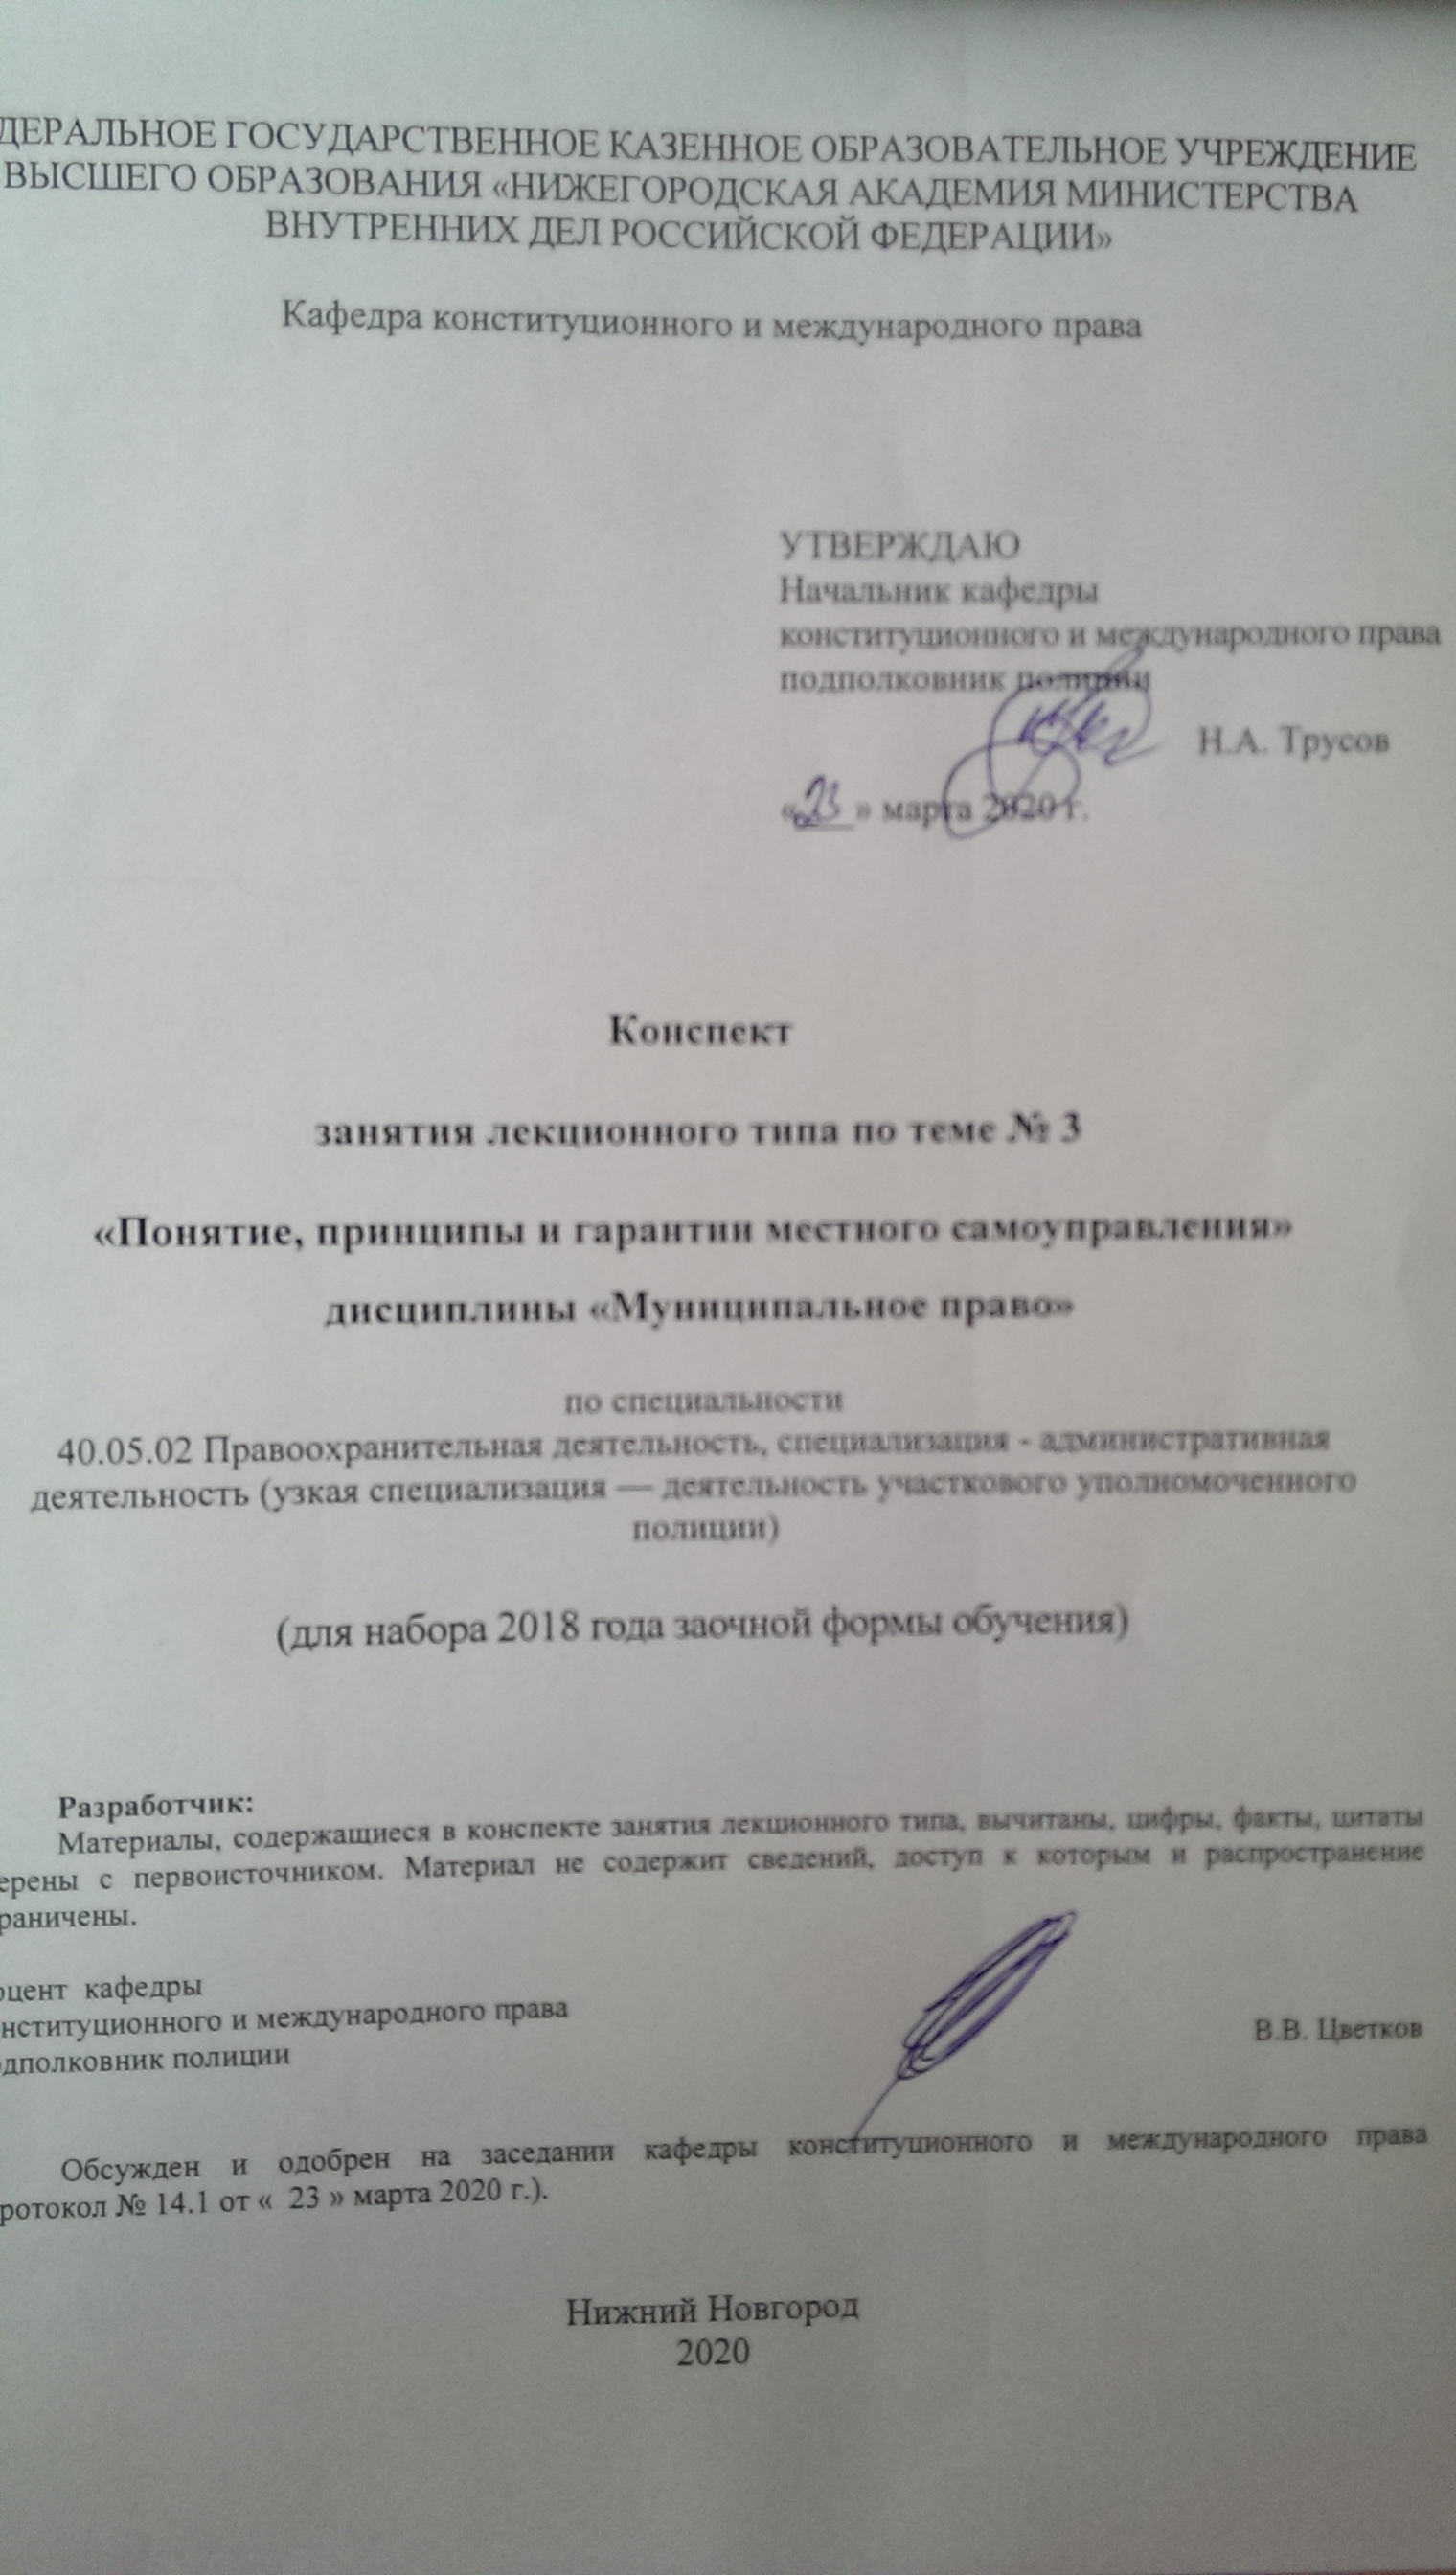 ДЕРАЛЬНОЕ ГОСУДАРСТВЕННОЕ КАЗЕННОЕ ОБРАЗОВАТЕЛЬНОЕ УЧРЕЖДЕНИЕ
ВЫСШЕГО ОБРАЗОВАНИЯ «НИЖЕГОРОДСКАЯ АКАДЕМИЯ МИНИСТЕРСТВА
ВНУТРЕННИХ ДЕЛ РОССИЙСКОЙ ФЕДЕРАЦИИ»
Кафедра конституционного и международного права
УТВЕРЖДАЮ
Начальник кафедры
конституционного и международного права
подполковник полиции
Н.А. Трусов
«23» марта 2020 г.
Конспект
занятия лекционного типа по теме № 3
«Понятие, принципы и гарантии местного самоуправления»
дисциплины «Муниципальное право»
по специальности
40.05.02 Правоохранительная деятельность, специализация - административная
деятельность (узкая специализация — деятельность участкового уполномоченного
полиции)
(для набора 2018 года заочной формы обучения)
Разработчик:
Материалы, содержащиеся в конспекте занятия лекционного типа, вычитаны, цифры, факты, цитаты
ерены с первоисточником. Материал не содержит сведений, доступ к которым и распространение
раничены.
оцент кафедры
нституционного и международного права
одполковник полиции
В.В. Цветков
Обсужден и одобрен на заседании кафедры конституционного и международного права
ротокол № 14.1 от « 23 » марта 2020 г.).
Нижний Новгород
2020